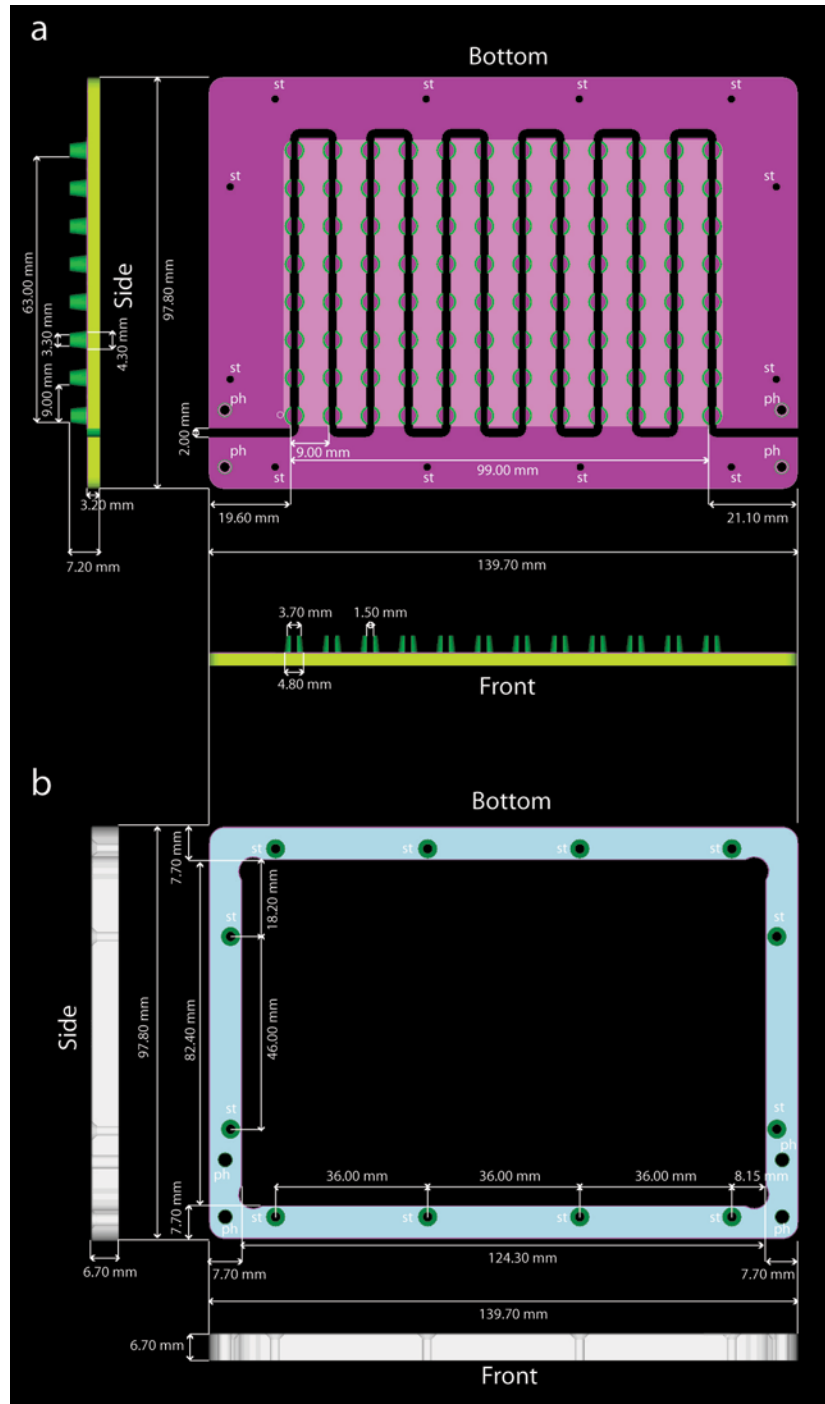 a
Bottom
st st st st
st st
63.00 mm
Side
97.80 mm
3.30 mm
4.30 mm
9.00 mm
st st
ph ph
2.00 mm
ph ph
9.00 mm
99.00 mm
st st st st
3.20 mm
19.60 mm
21.10 mm
7.20 mm
139.70 mm
3.70 mm
1.50 mm
4.80 mm
Front
b
Bottom
st st st st
7.70 mm
18.20 mm
st st
Side
97.80 mm
82.40 mm
46.00 mm
st st
ph ph
36.00 mm
36.00 mm
36.00 mm
8.15 mm
7.70 mm
st st st st
ph ph
124.30 mm
6.70 mm
7.70 mm
7.70 mm
139.70 mm
6.70 mm
Front